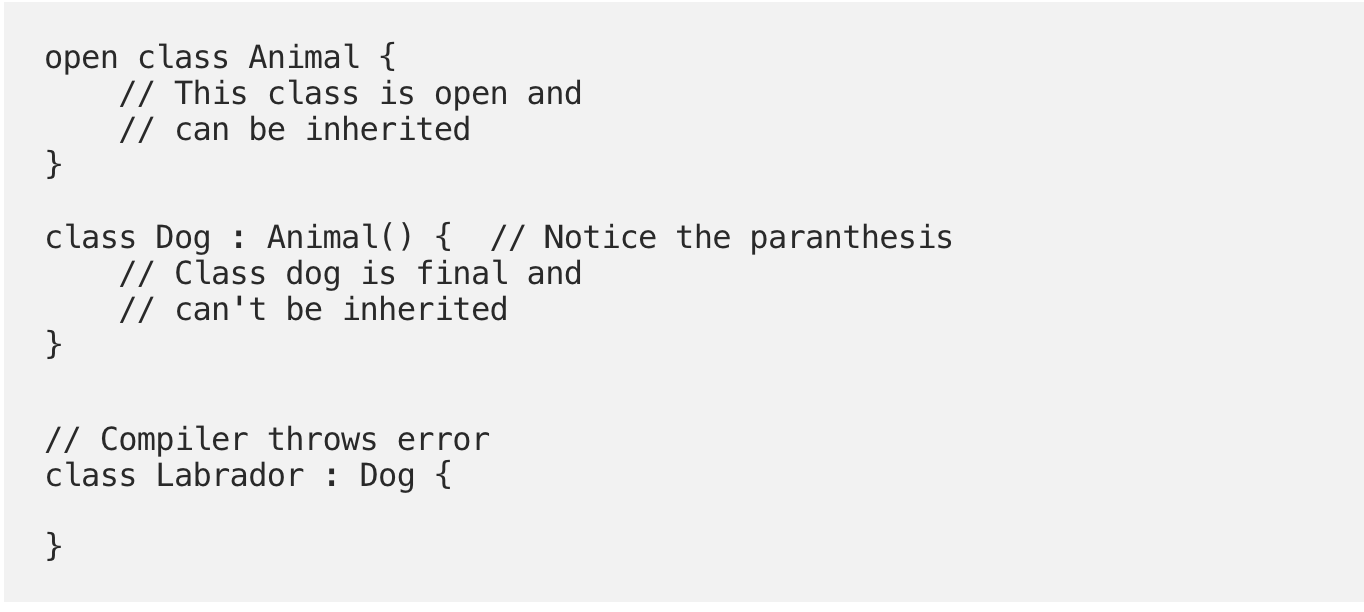 open class Animal {
    // This class is open and
    // can be inherited
}
class Dog : Animal() {  // Notice the paranthesis
    // Class dog is final and
    // can't be inherited
}
// Compiler throws error
class Labrador : Dog {
}